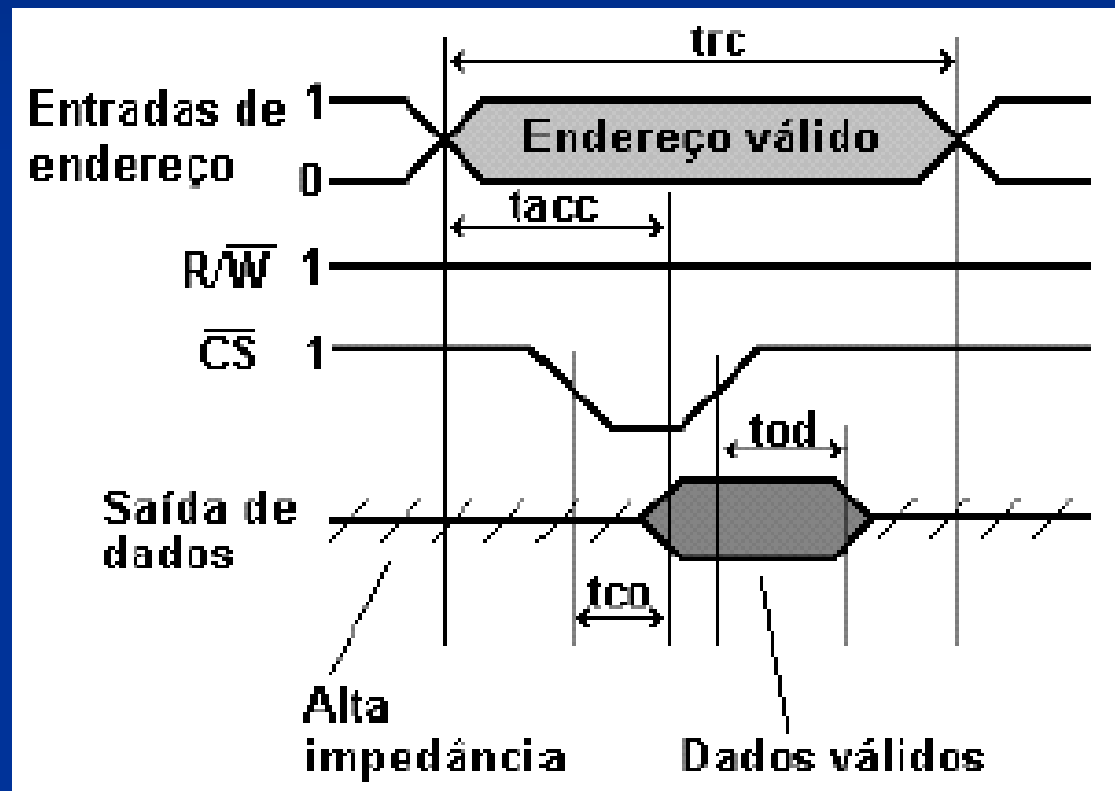 trc
Entradas de 1
endereço 0
Endereço válido
tacc
R/W̅ 1
C̅S̅ 1
tod
Saída de
dados
tco
Alta
impedância
Dados válidos